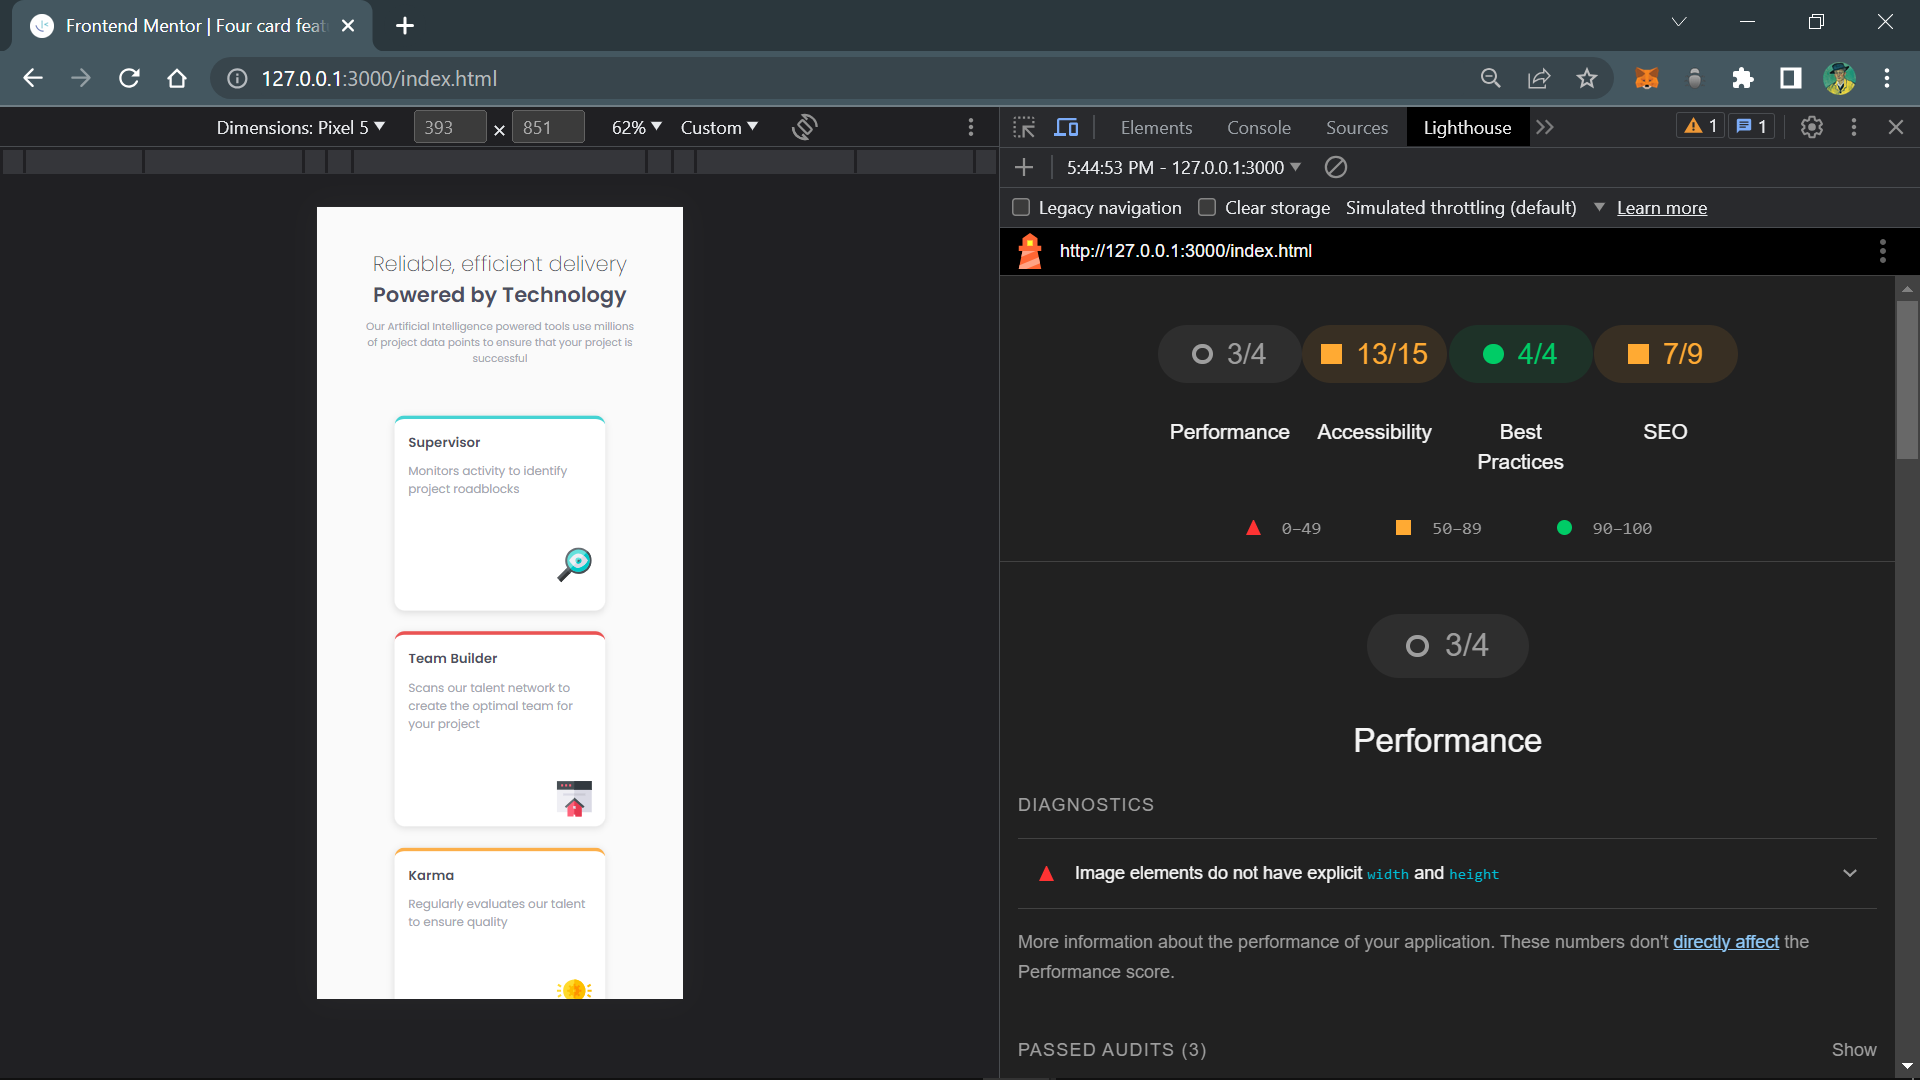 Frontend Mentor | Four card feat
127.0.0.1:3000/index.html
Dimensions: Pixel 5
393 × 851
62%
Custom
Elements
Console
Sources
Lighthouse
1
1
5:44:53 PM - 127.0.0.1:3000
Legacy navigation
Clear storage
Simulated throttling (default)
Learn more
http://127.0.0.1:3000/index.html
Reliable, efficient delivery
Powered by Technology
Our Artificial Intelligence powered tools use millions
of project data points to ensure that your project is
successful
Supervisor
Monitors activity to identify
project roadblocks
Team Builder
Scans our talent network to
create the optimal team for
your project
Karma
Regularly evaluates our talent
to ensure quality
3/4
13/15
4/4
7/9
Performance
Accessibility
Best
Practices
SEO
0–49
50–89
90–100
3/4
Performance
DIAGNOSTICS
Image elements do not have explicit width and height
More information about the performance of your application. These numbers don't directly affect the
Performance score.
PASSED AUDITS (3)
Show